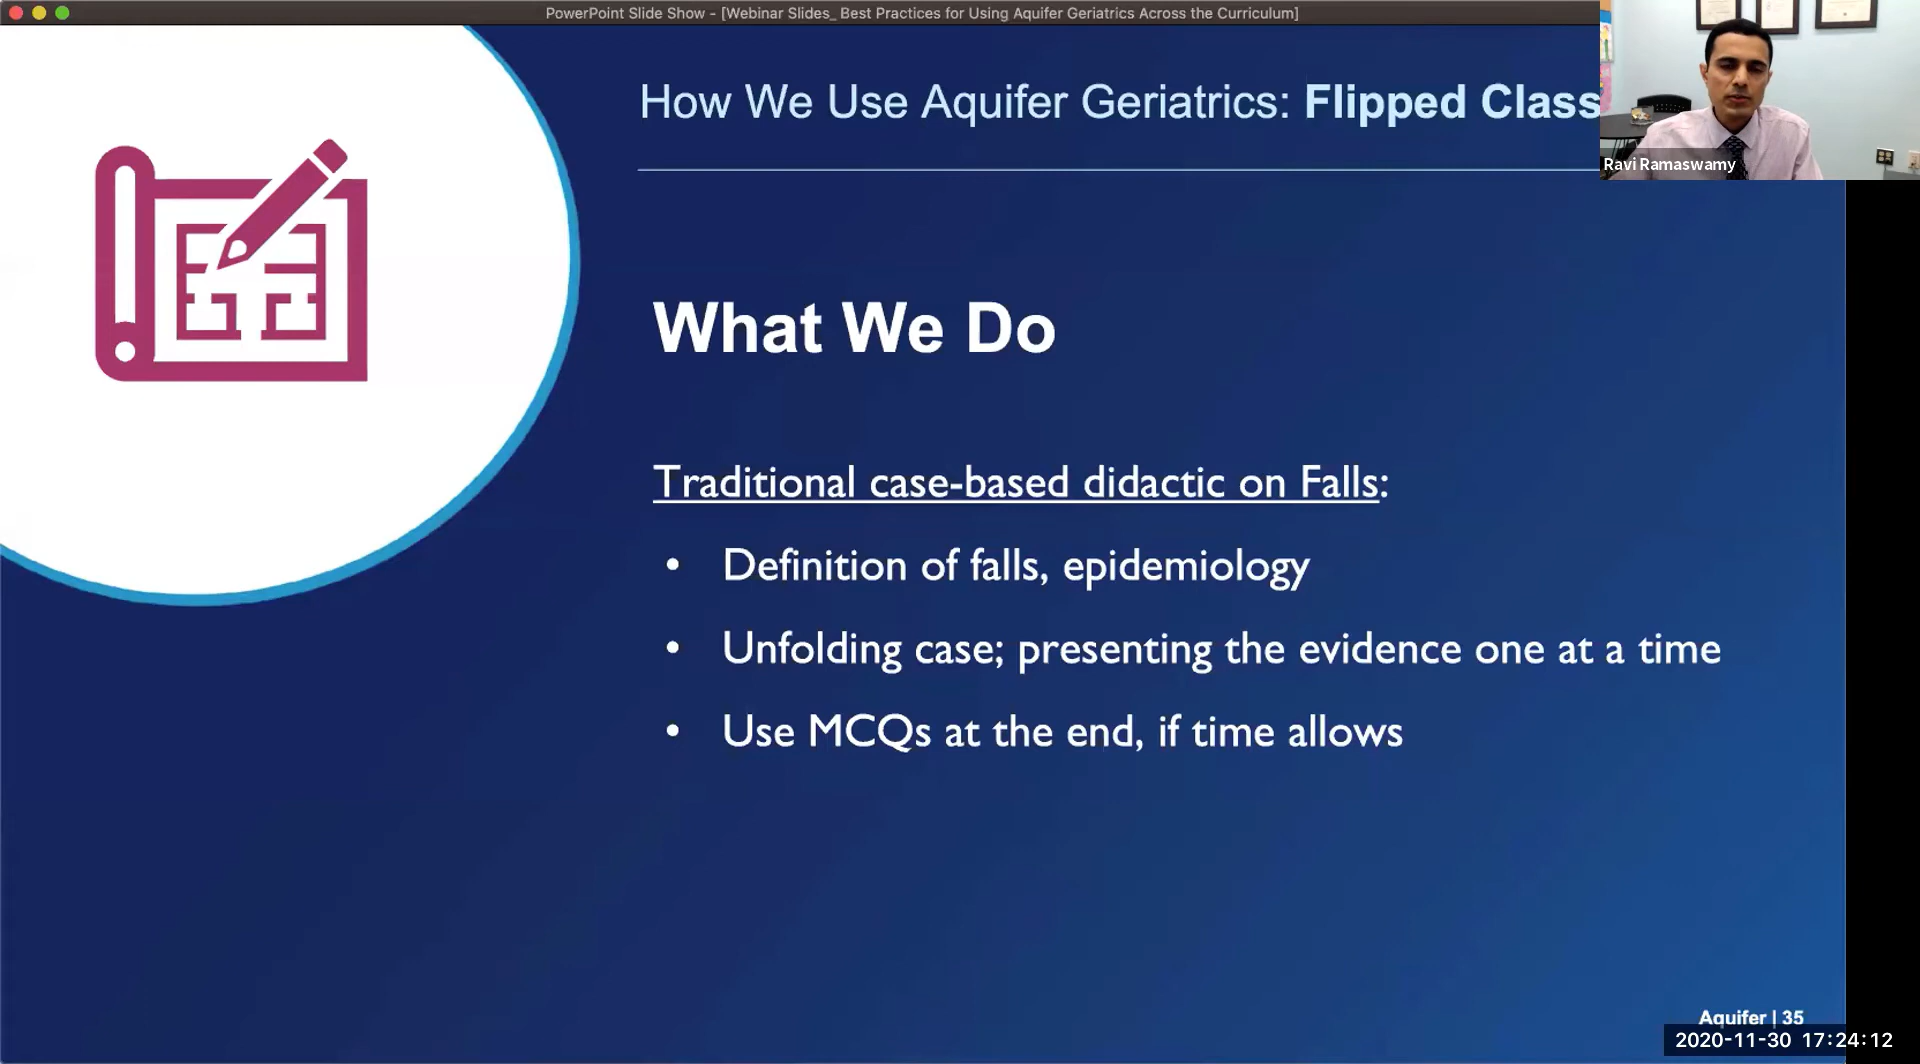 PowerPoint Slide Show - [Webinar Slides_ Best Practices for Using Aquifer Geriatrics Across the Curriculum]
How We Use Aquifer Geriatrics: Flipped Class
Ravi Ramaswamy
What We Do
Traditional case-based didactic on Falls:
• Definition of falls, epidemiology
• Unfolding case; presenting the evidence one at a time
• Use MCQs at the end, if time allows
Aquifer | 35
2020-11-30 17:24:12